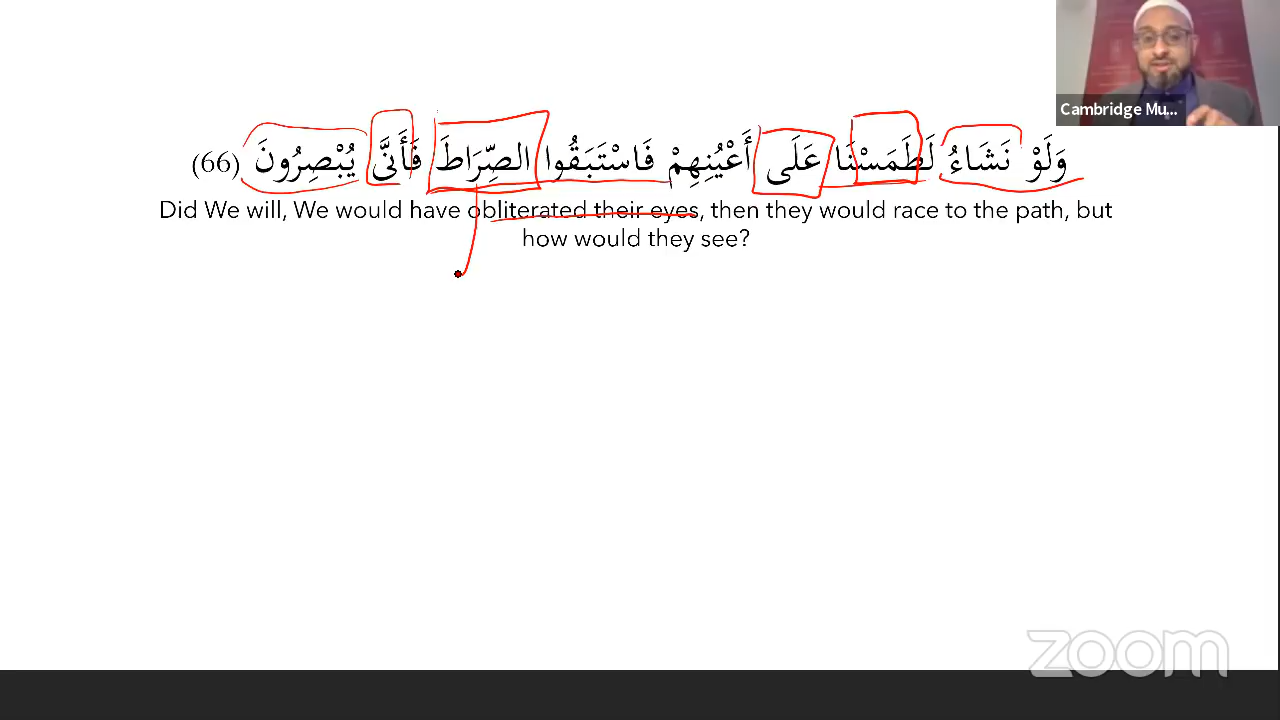 وَلَوْ نَشَاءُ لَطَمَسْنَا عَلَى أَعْيُنِهِمْ فَاسْتَبَقُوا الصِّرَاطَ فَأَنَّى يُبْصِرُونَ (66)
Did We will, We would have obliterated their eyes, then they would race to the path, but
how would they see?
Cambridge Mu...
zoom